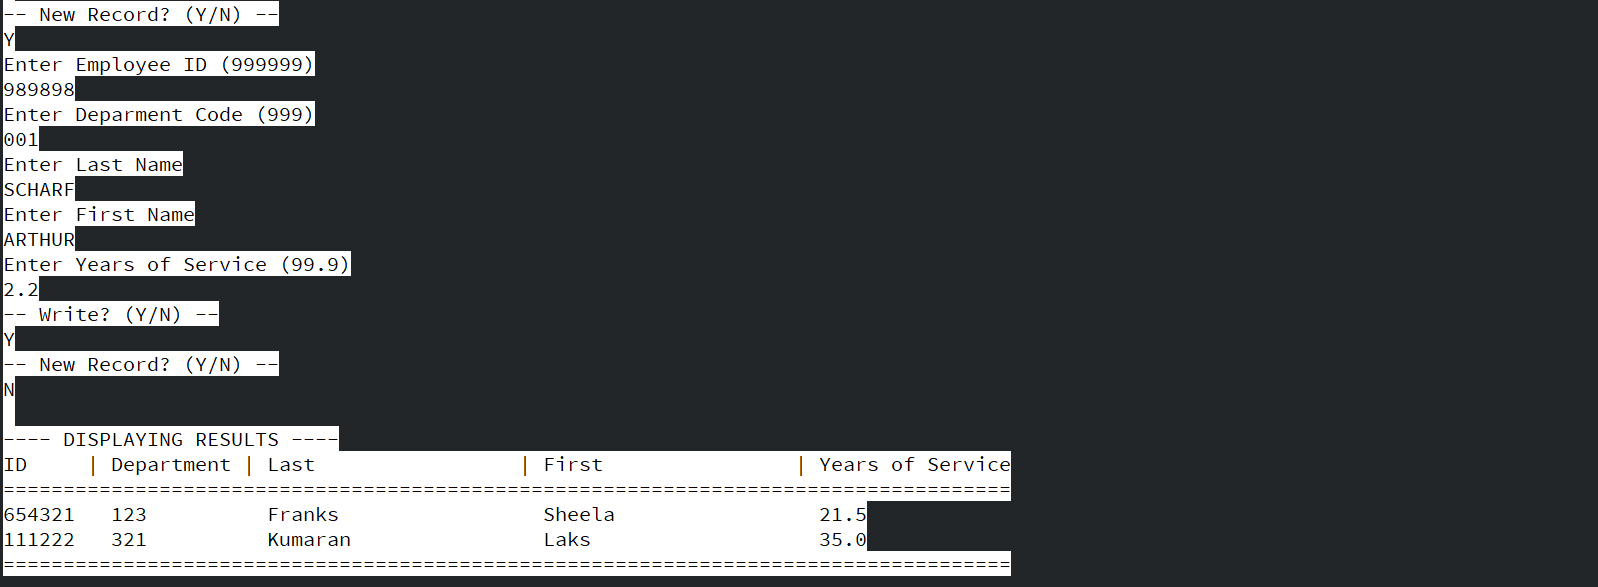 -- New Record? (Y/N) --
Y
Enter Employee ID (999999)
989898
Enter Deparment Code (999)
001
Enter Last Name
SCHARF
Enter First Name
ARTHUR
Enter Years of Service (99.9)
2.2
-- Write? (Y/N) --
Y
-- New Record? (Y/N) --
N
---- DISPLAYING RESULTS ----
ID     | Department | Last                 | First                | Years of Service
====================================================================================
654321   123          Franks                 Sheela                 21.5
111222   321          Kumaran                Laks                   35.0
====================================================================================